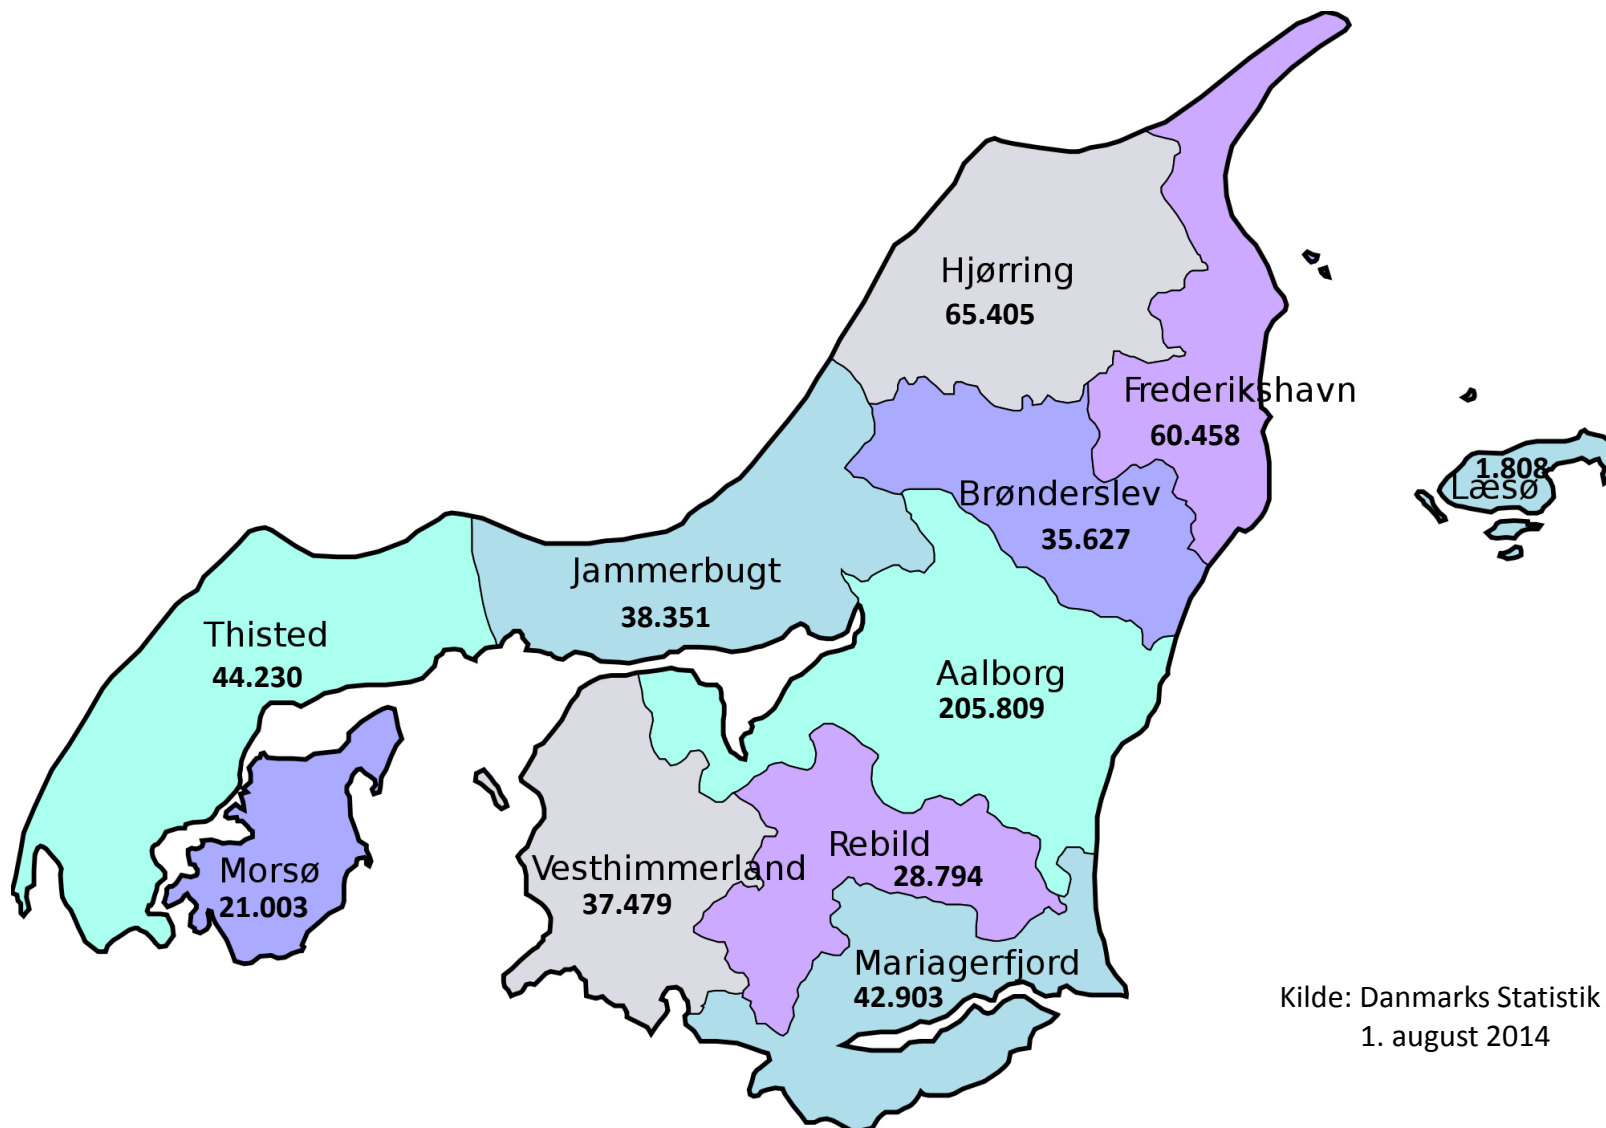 Hjørring
65.405
Frederikshavn
60.458
1.808
Læsø
Brønderslev
35.627
Jammerbugt
38.351
Thisted
44.230
Aalborg
205.809
Rebild
28.794
Morsø
21.003
Vesthimmerland
37.479
Mariagerfjord
42.903
Kilde: Danmarks Statistik
1. august 2014